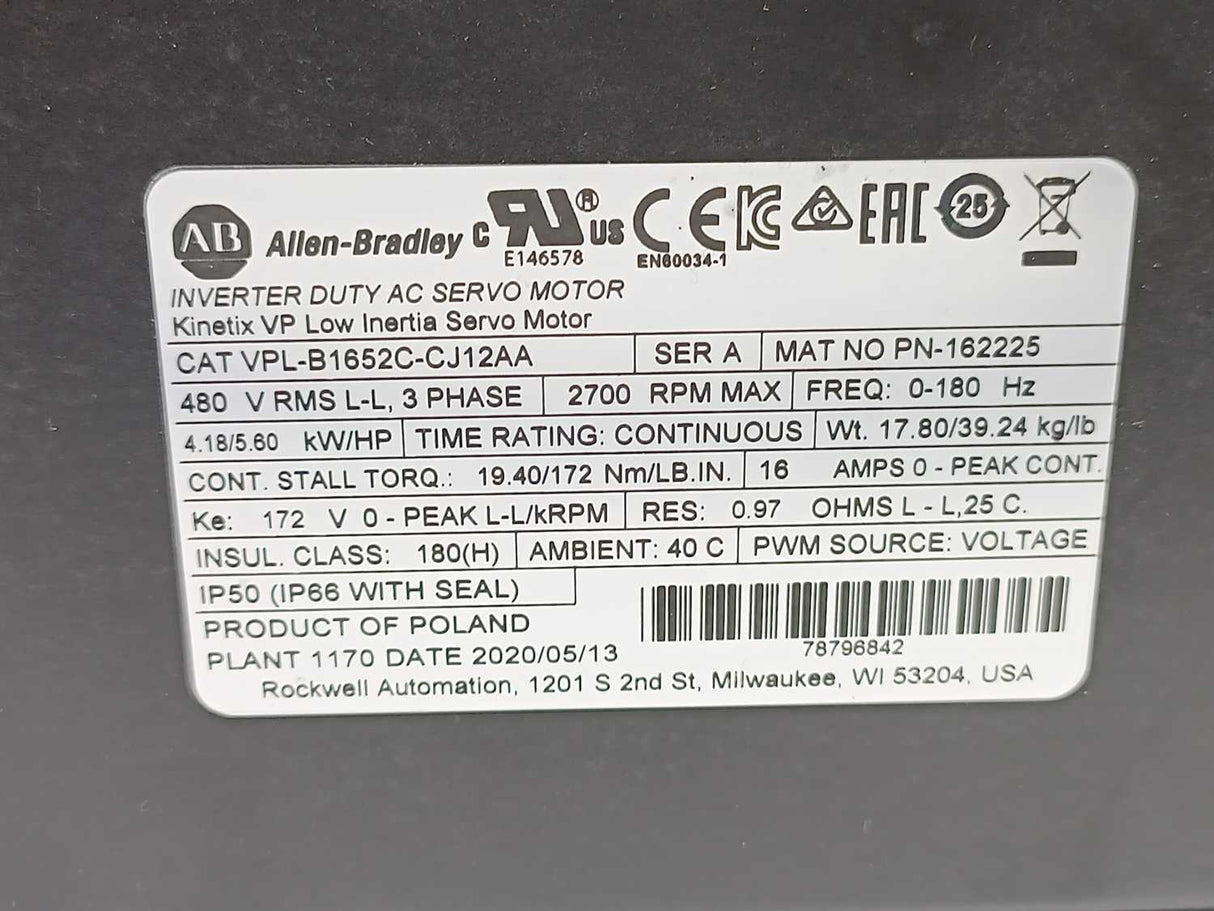 AB Allen-Bradley c RU ® US CE KC EAC 25
E146578 EN60034-1
INVERTER DUTY AC SERVO MOTOR
Kinetix VP Low Inertia Servo Motor
CAT VPL-B1652C-CJ12AA SER A MAT NO PN-162225
480 V RMS L-L, 3 PHASE 2700 RPM MAX FREQ: 0-180 Hz
4.18/5.60 kW/HP TIME RATING: CONTINUOUS Wt. 17.80/39.24 kg/lb
CONT. STALL TORQ.: 19.40/172 Nm/LB.IN. 16 AMPS 0 - PEAK CONT.
Ke: 172 V 0 - PEAK L-L/kRPM RES: 0.97 OHMS L - L,25 C.
INSUL. CLASS: 180(H) AMBIENT: 40 C PWM SOURCE: VOLTAGE
IP50 (IP66 WITH SEAL)
PRODUCT OF POLAND
78796842
PLANT 1170 DATE 2020/05/13
Rockwell Automation, 1201 S 2nd St, Milwaukee, WI 53204, USA